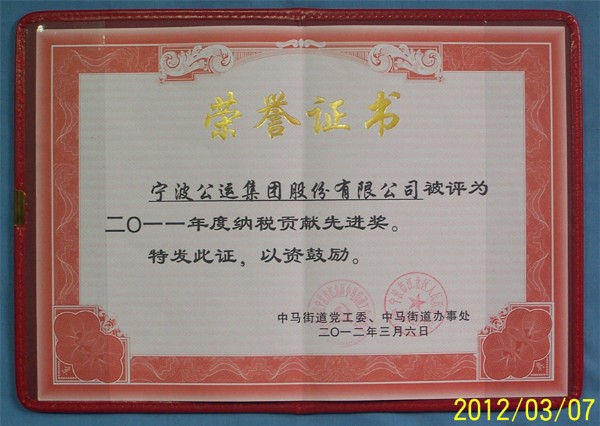 荣誉证书
宁波公运集团股份有限公司被评为
二〇一一年度纳税贡献先进奖。
特发此证，以资鼓励。
中马街道党工委、中马街道办事处
二〇一二年三月六日
2012/03/07